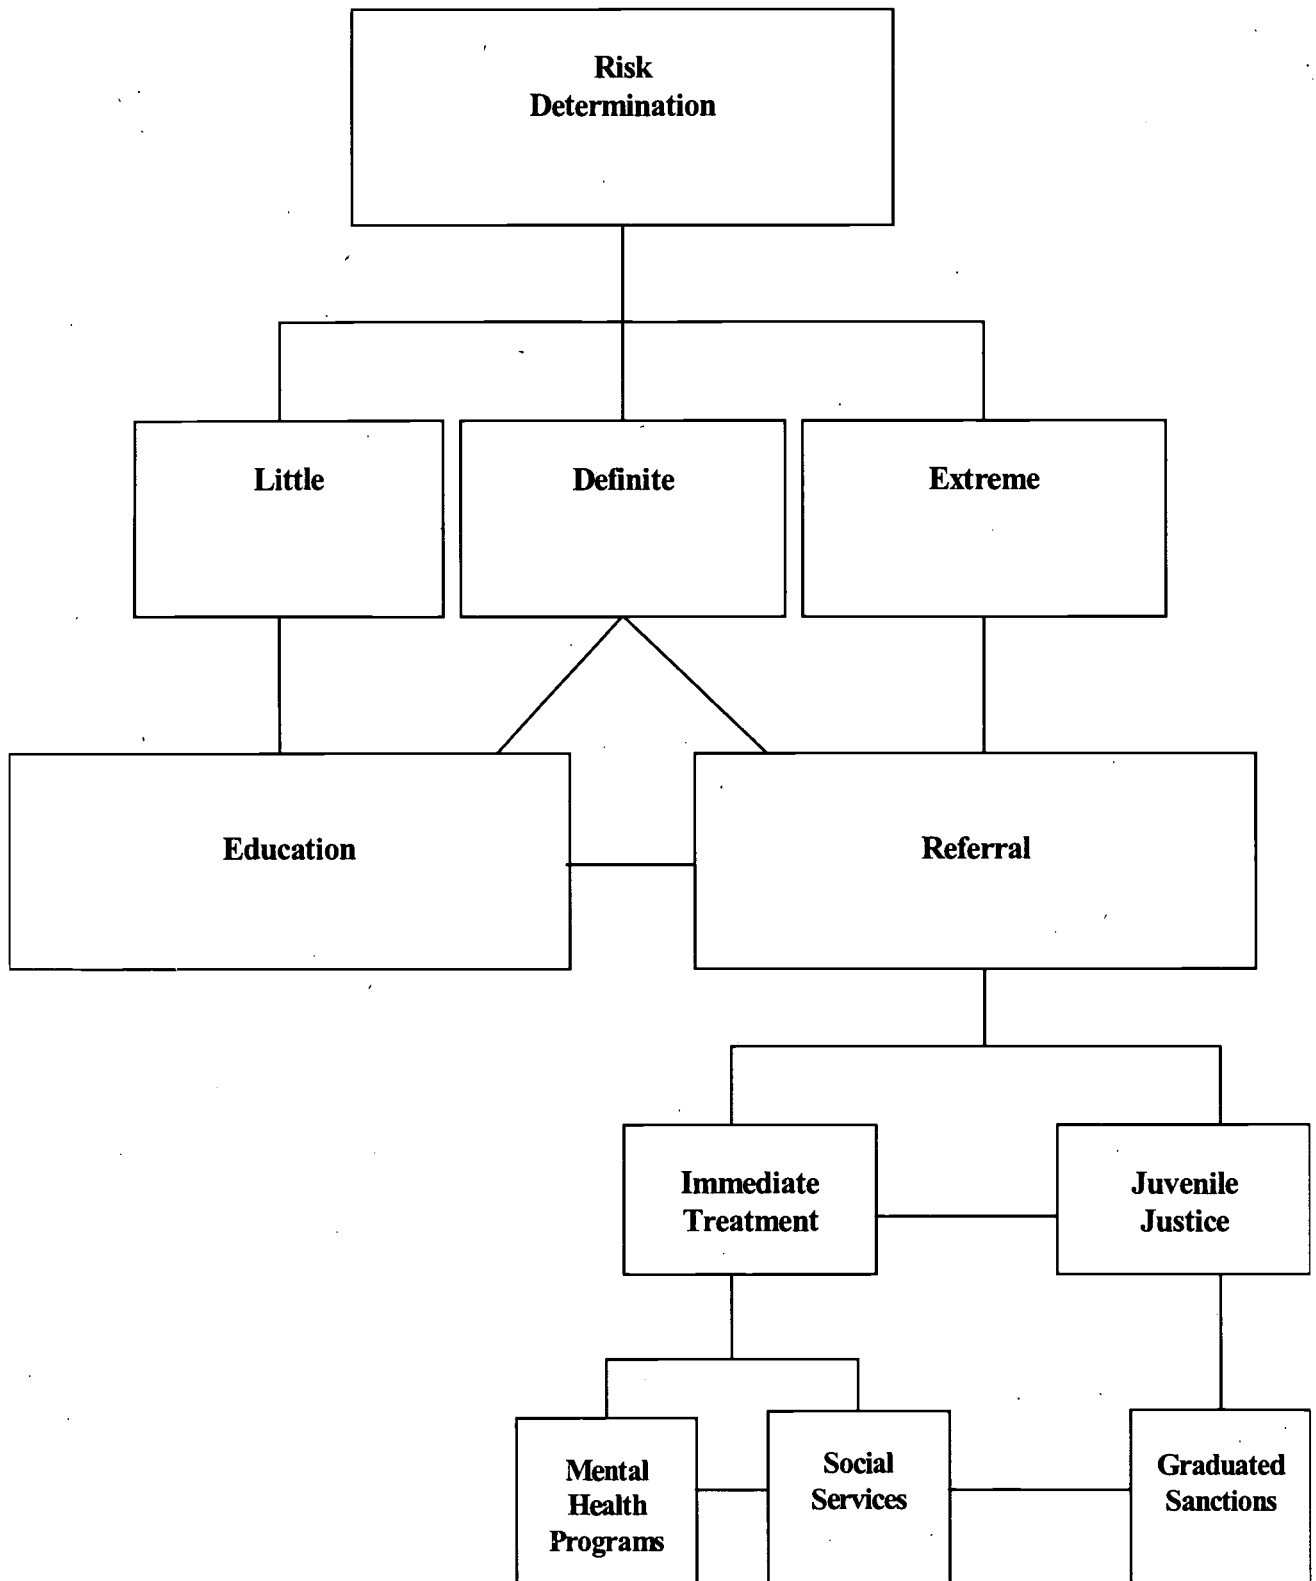 Risk
Determination
Little
Definite
Extreme
Education
Referral
Immediate
Treatment
Juvenile
Justice
Mental
Health
Programs
Social
Services
Graduated
Sanctions